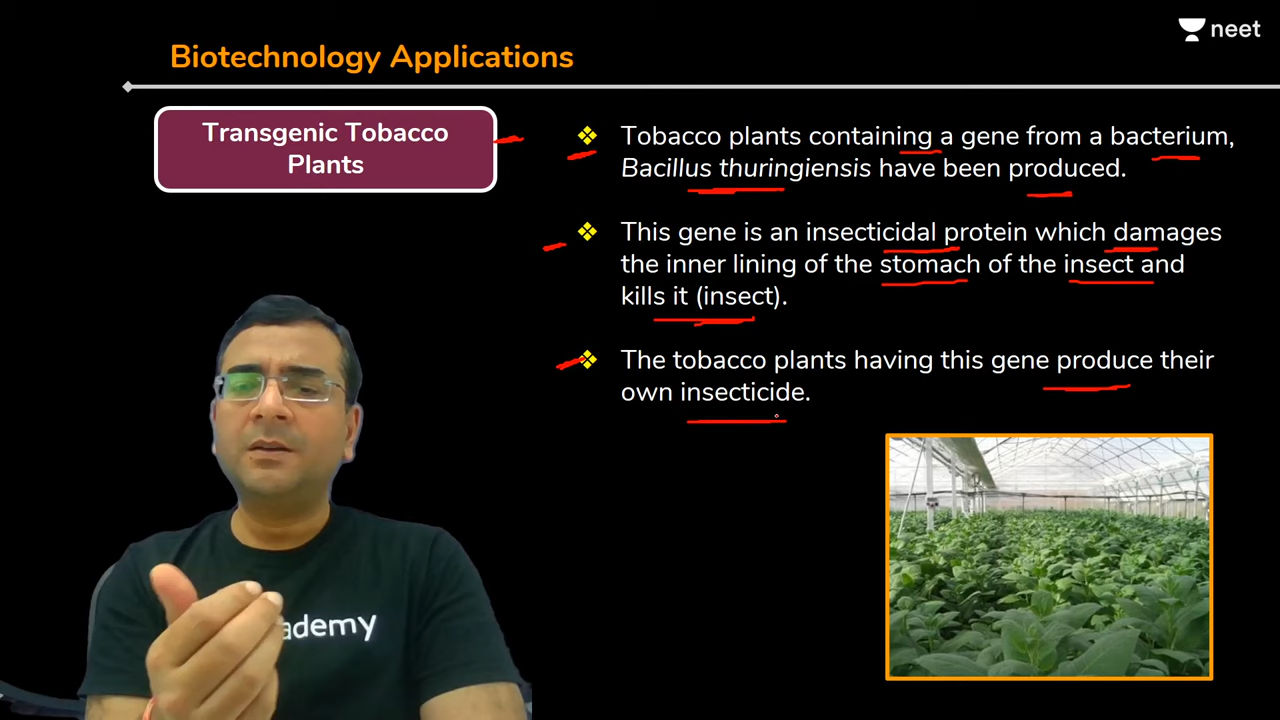 neet
Biotechnology Applications
Transgenic Tobacco
Plants
Tobacco plants containing a gene from a bacterium,
Bacillus thuringiensis have been produced.
This gene is an insecticidal protein which damages
the inner lining of the stomach of the insect and
kills it (insect).
The tobacco plants having this gene produce their
own insecticide.
ademy